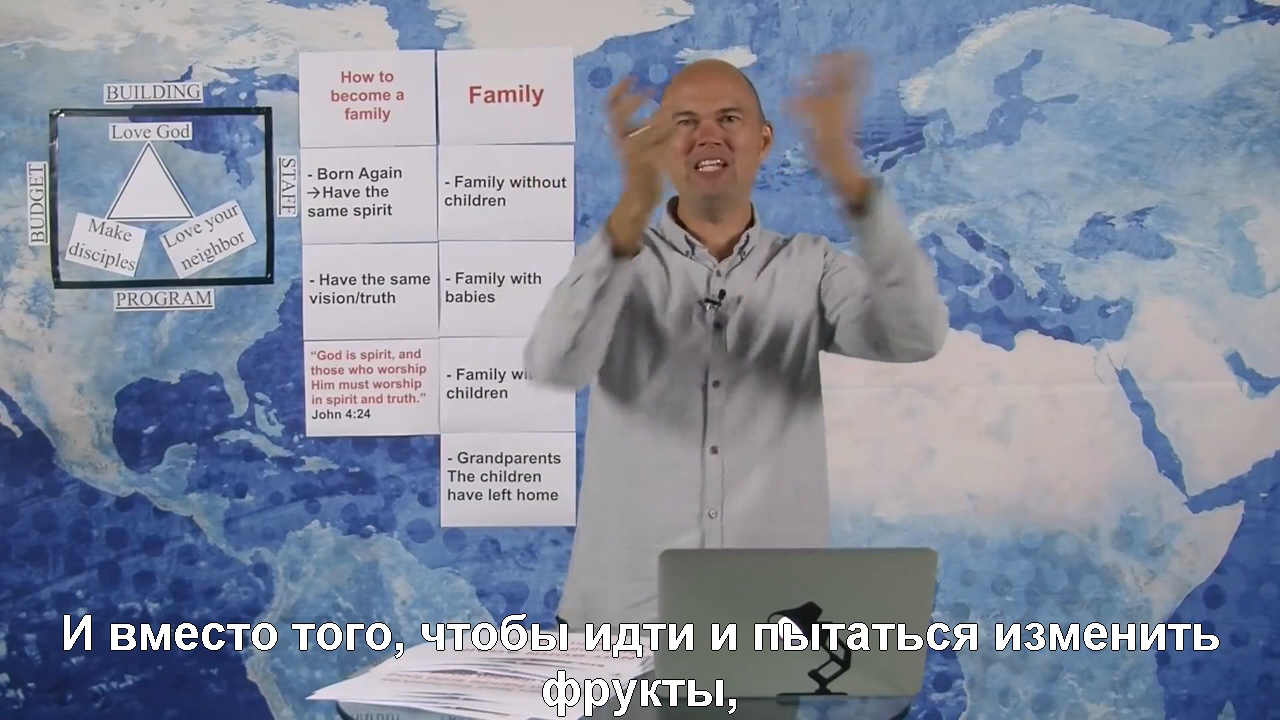 BUILDING
Love God
BUDGET
STAFF
Make
disciples
Love your
neighbor
PROGRAM
How to
become a
family
- Born Again
→Have the
same spirit
- Have the same
vision/truth
“God is spirit, and
those who worship
Him must worship
in spirit and truth.”
John 4:24
Family
- Family without
children
- Family with
babies
- Family
children
- Grandparents
The children
have left home
И вместо того, чтобы идти и пытаться изменить
фрукты,